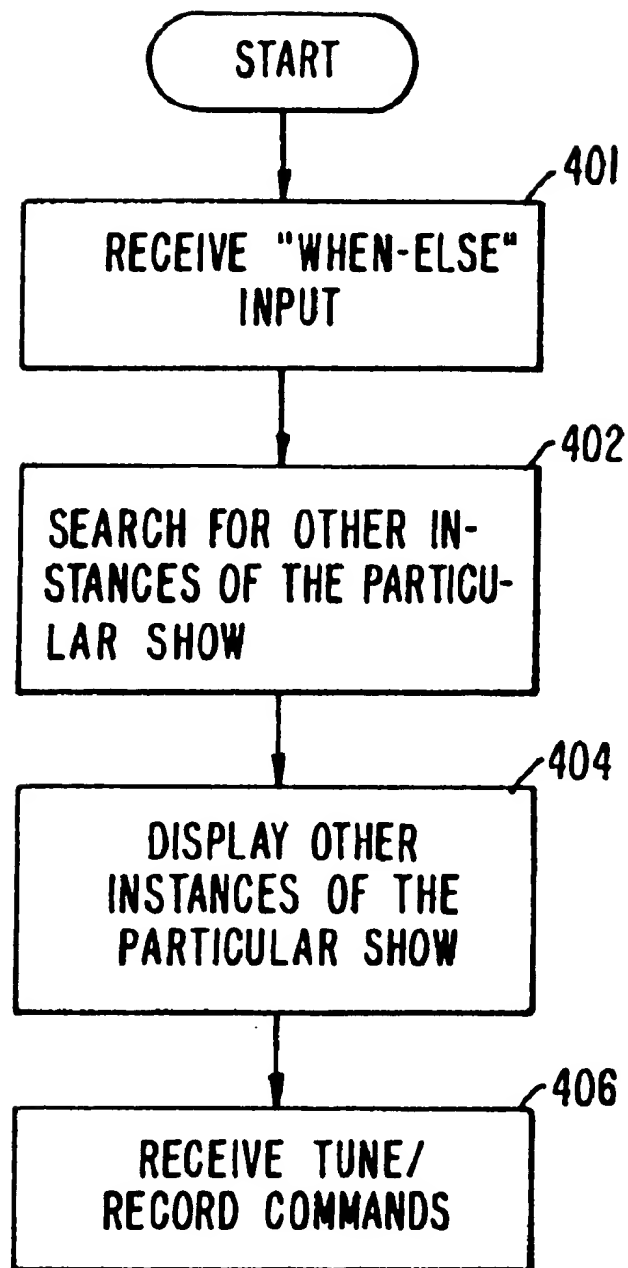 START
401
RECEIVE "WHEN-ELSE"
INPUT
402
SEARCH FOR OTHER IN-
STANCES OF THE PARTICU-
LAR SHOW
404
DISPLAY OTHER
INSTANCES OF THE
PARTICULAR SHOW
406
RECEIVE TUNE/
RECORD COMMANDS